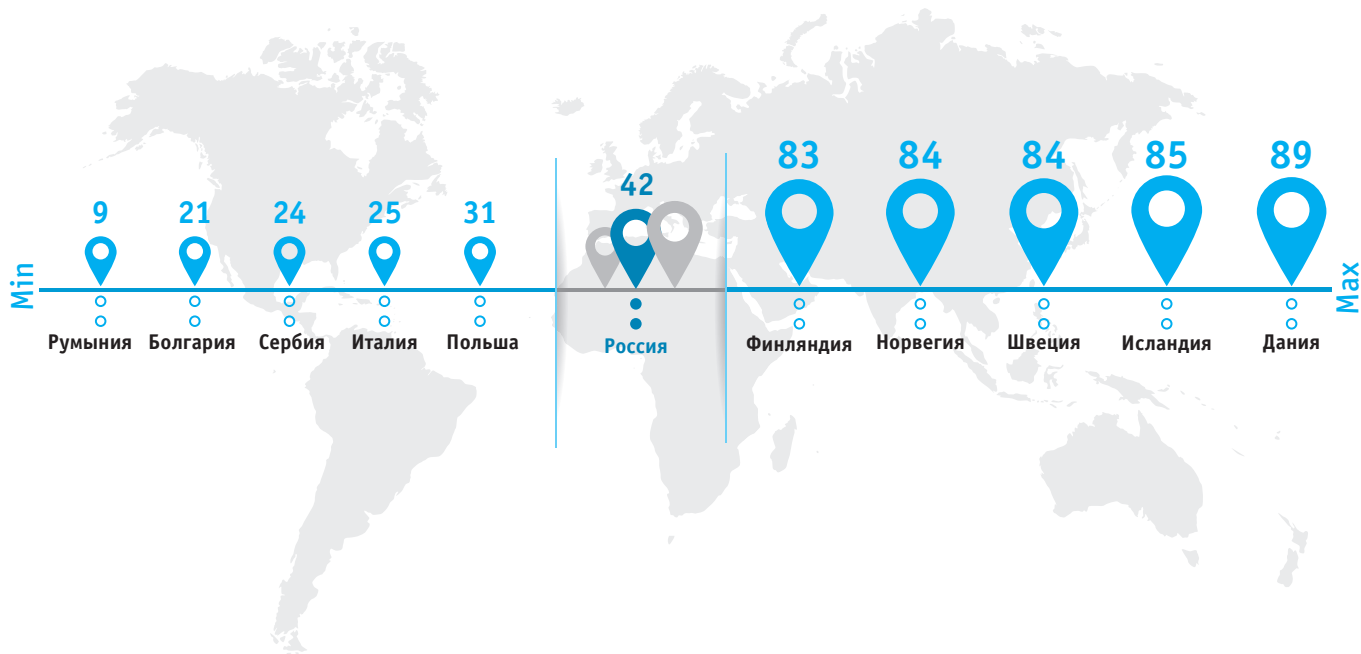 83 84 84 85 89
42
9 21 24 25 31
Min
Max
Румыния Болгария Сербия Италия Польша
Россия
Финляндия Норвегия Швеция Исландия Дания